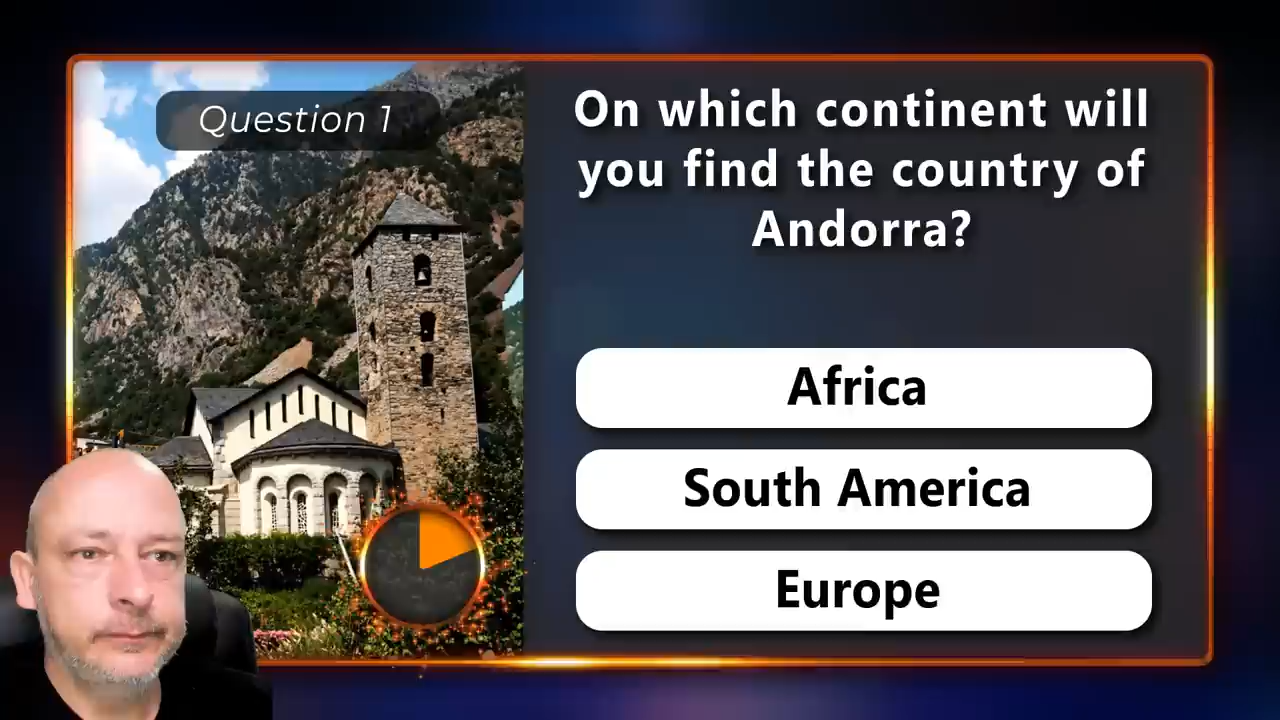 Question 1
On which continent will
you find the country of
Andorra?
Africa
South America
Europe